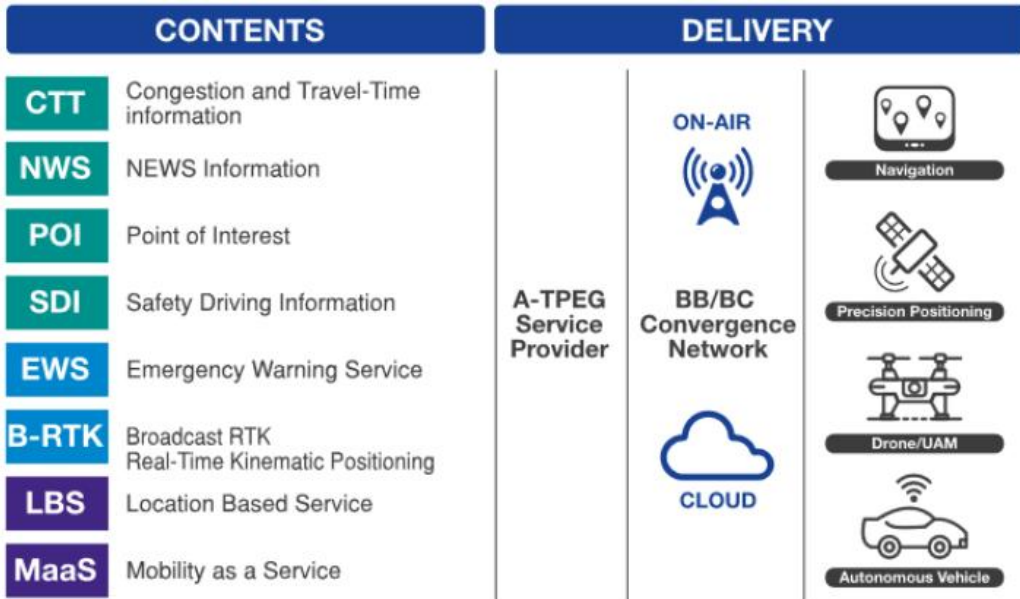 CONTENTS
CTT
Congestion and Travel-Time
information
NWS
NEWS Information
POI
Point of Interest
SDI
Safety Driving Information
EWS
Emergency Warning Service
B-RTK
Broadcast RTK
Real-Time Kinematic Positioning
LBS
Location Based Service
MaaS
Mobility as a Service
DELIVERY
A-TPEG
Service
Provider
ON-AIR
BB/BC
Convergence
Network
CLOUD
Navigation
Precision Positioning
Drone/UAM
Autonomous Vehicle